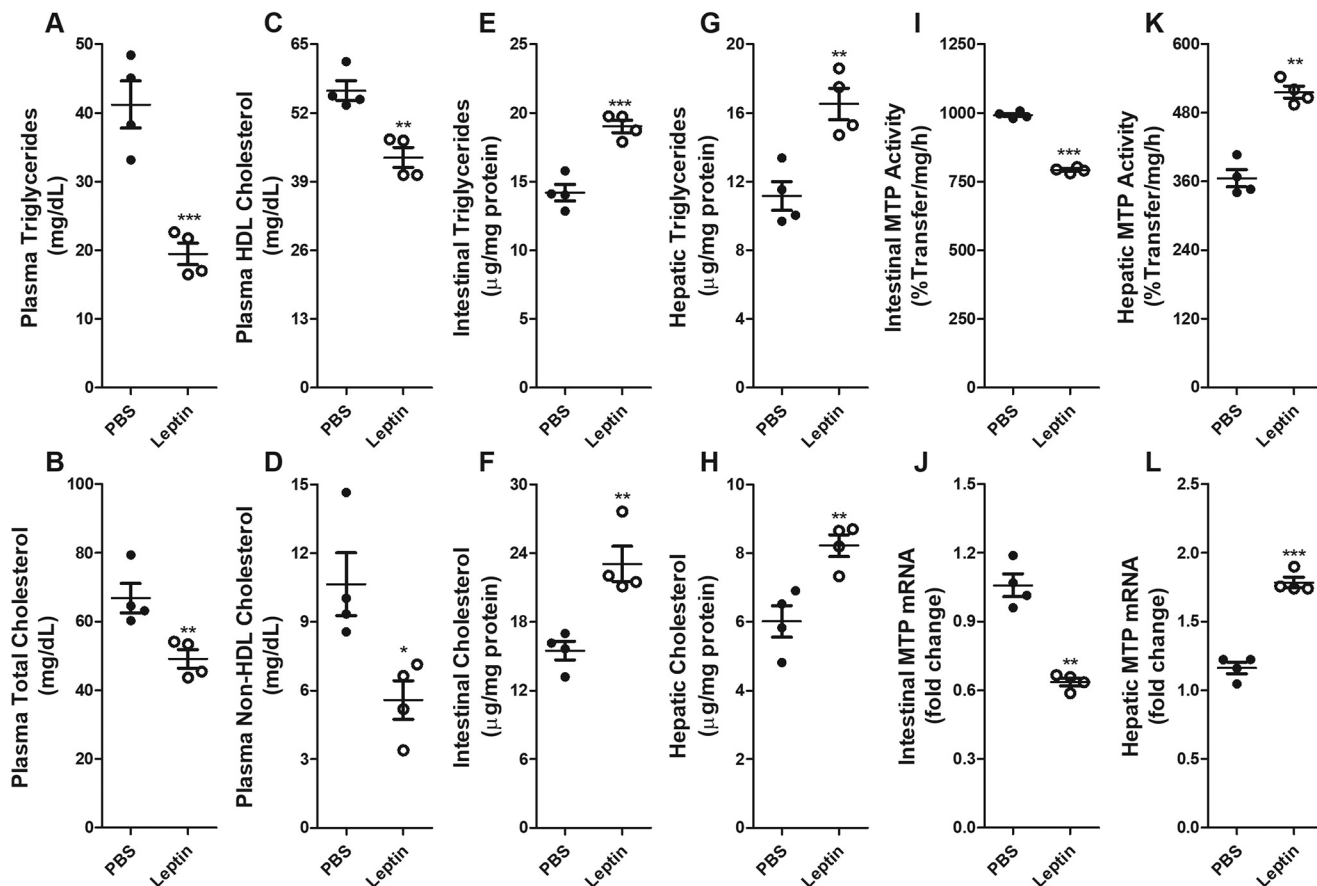 A
Plasma Triglycerides
(mg/dL)
50
40
30
20
10
0
***
PBS
Leptin
C
Plasma HDL Cholesterol
(mg/dL)
65
52
39
26
13
0
**
PBS
Leptin
E
Intestinal Triglycerides
(μg/mg protein)
25
20
15
10
5
0
***
PBS
Leptin
G
Hepatic Triglycerides
(μg/mg protein)
20
16
12
8
4
0
**
PBS
Leptin
I
Intestinal MTP Activity
(%Transfer/mg/h)
1250
1000
750
500
250
0
***
PBS
Leptin
K
Hepatic MTP Activity
(%Transfer/mg/h)
600
480
360
240
120
0
**
PBS
Leptin
B
Plasma Total Cholesterol
(mg/dL)
100
80
60
40
20
0
**
PBS
Leptin
D
Plasma Non-HDL Cholesterol
(mg/dL)
15
12
9
6
3
0
*
PBS
Leptin
F
Intestinal Cholesterol
(μg/mg protein)
30
24
18
12
6
0
**
PBS
Leptin
H
Hepatic Cholesterol
(μg/mg protein)
10
8
6
4
2
0
**
PBS
Leptin
J
Intestinal MTP mRNA
(fold change)
1.5
1.2
0.9
0.6
0.3
0.0
**
PBS
Leptin
L
Hepatic MTP mRNA
(fold change)
2.5
2.0
1.5
1.0
0.5
0.0
***
PBS
Leptin